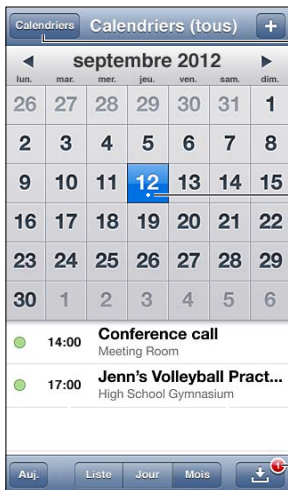 Calendriers Calendriers (tous) +
septembre 2012
lun. mar. mer. jeu. ven. sam. dim.
26 27 28 29 30 31 1
2 3 4 5 6 7 8
9 10 11 12 13 14 15
16 17 18 19 20 21 22
23 24 25 26 27 28 29
30 1 2 3 4 5 6
14:00 Conference call
Meeting Room
17:00 Jenn's Volleyball Pract...
High School Gymnasium
Auj. Liste Jour Mois 1